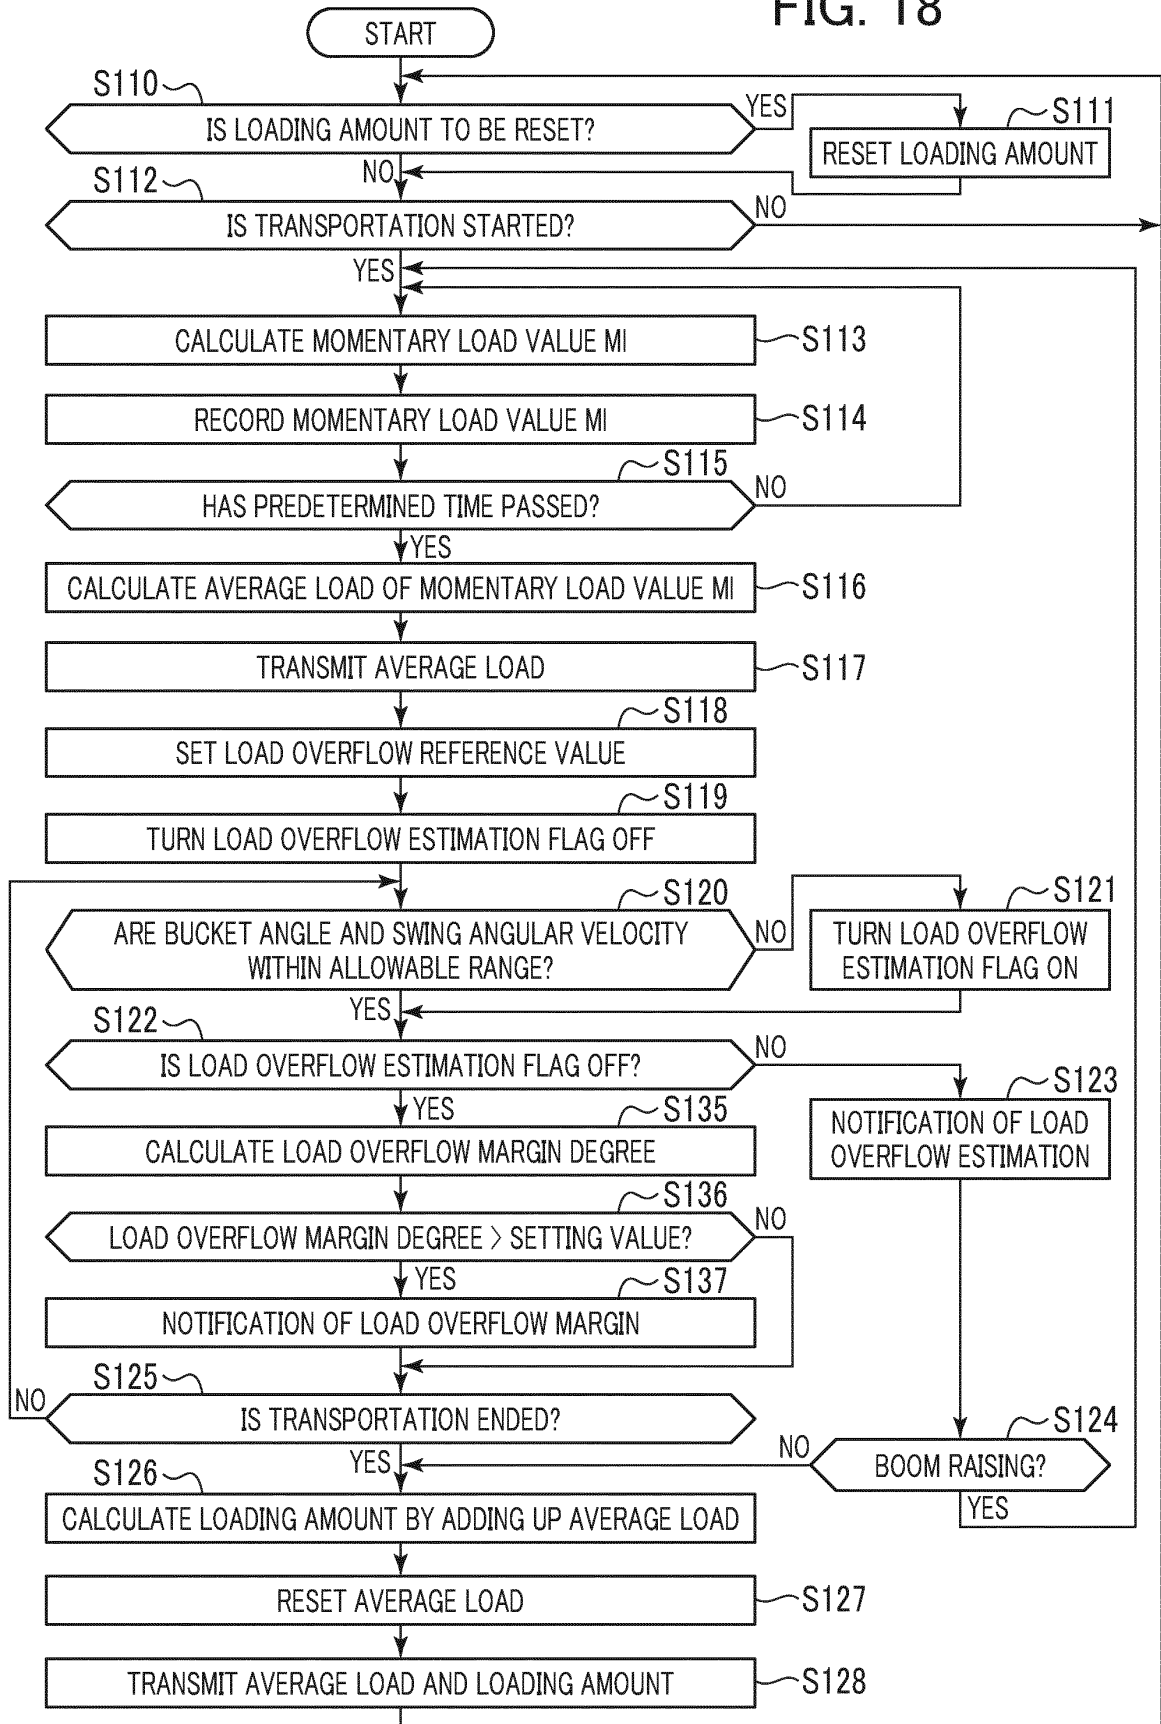 FIG. 18
START
S110
IS LOADING AMOUNT TO BE RESET?
YES
S111
RESET LOADING AMOUNT
NO
S112
IS TRANSPORTATION STARTED?
NO
YES
CALCULATE MOMENTARY LOAD VALUE MI
S113
RECORD MOMENTARY LOAD VALUE MI
S114
S115
HAS PREDETERMINED TIME PASSED?
NO
YES
CALCULATE AVERAGE LOAD OF MOMENTARY LOAD VALUE MI
S116
TRANSMIT AVERAGE LOAD
S117
S118
SET LOAD OVERFLOW REFERENCE VALUE
S119
TURN LOAD OVERFLOW ESTIMATION FLAG OFF
S120
ARE BUCKET ANGLE AND SWING ANGULAR VELOCITY
WITHIN ALLOWABLE RANGE?
NO
S121
TURN LOAD OVERFLOW
ESTIMATION FLAG ON
YES
S122
IS LOAD OVERFLOW ESTIMATION FLAG OFF?
NO
S123
NOTIFICATION OF LOAD
OVERFLOW ESTIMATION
YES
S135
CALCULATE LOAD OVERFLOW MARGIN DEGREE
S136
LOAD OVERFLOW MARGIN DEGREE > SETTING VALUE?
NO
YES
S137
NOTIFICATION OF LOAD OVERFLOW MARGIN
S125
NO
IS TRANSPORTATION ENDED?
S124
BOOM RAISING?
NO
YES
YES
S126
CALCULATE LOADING AMOUNT BY ADDING UP AVERAGE LOAD
RESET AVERAGE LOAD
S127
TRANSMIT AVERAGE LOAD AND LOADING AMOUNT
S128